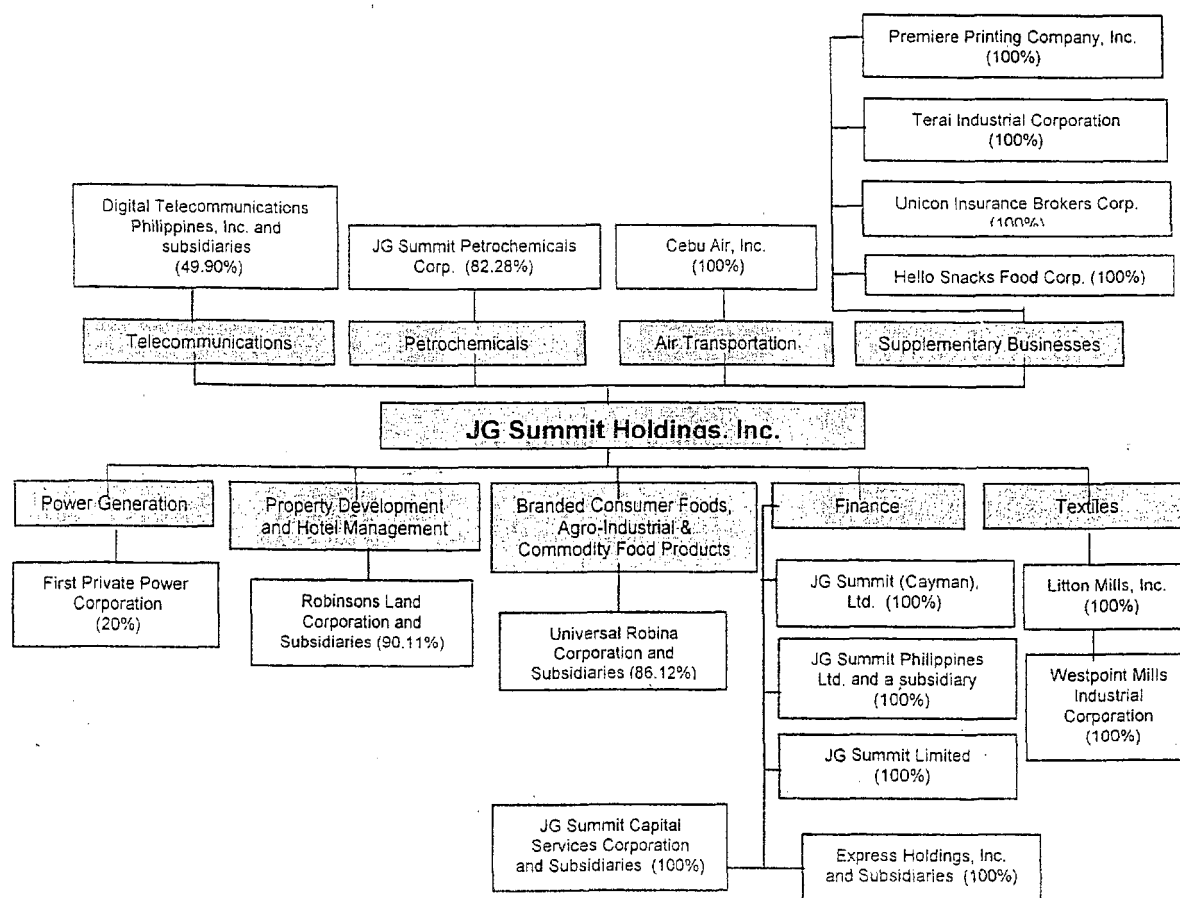 Premiere Printing Company, Inc.
(100%)
Terai Industrial Corporation
(100%)
Unicon Insurance Brokers Corp.
(100%)
Hello Snacks Food Corp. (100%)
Digital Telecommunications
Philippines, Inc. and
subsidiaries
(49.90%)
JG Summit Petrochemicals
Corp. (82.28%)
Cebu Air, Inc.
(100%)
Telecommunications
Petrochemicals
Air Transportation
Supplementary Businesses
JG Summit Holdings, Inc.
Power Generation
Property Development
and Hotel Management
Branded Consumer Foods,
Agro-Industrial &
Commodity Food Products
Finance
Textiles
First Private Power
Corporation
(20%)
Robinsons Land
Corporation and
Subsidiaries (90.11%)
Universal Robina
Corporation and
Subsidiaries (86.12%)
JG Summit (Cayman),
Ltd. (100%)
JG Summit Philippines
Ltd. and a subsidiary
(100%)
JG Summit Limited
(100%)
JG Summit Capital
Services Corporation
and Subsidiaries (100%)
Express Holdings, Inc.
and Subsidiaries (100%)
Litton Mills, Inc.
(100%)
Westpoint Mills
Industrial
Corporation
(100%)